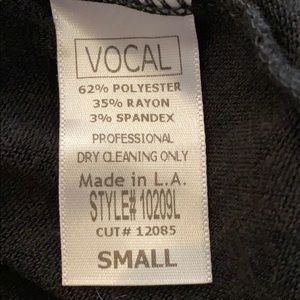 VOCAL
62% POLYESTER
35% RAYON
3% SPANDEX
PROFESSIONAL
DRY CLEANING ONLY
Made in L.A.
STYLE# 10209L
CUT# 12085
SMALL